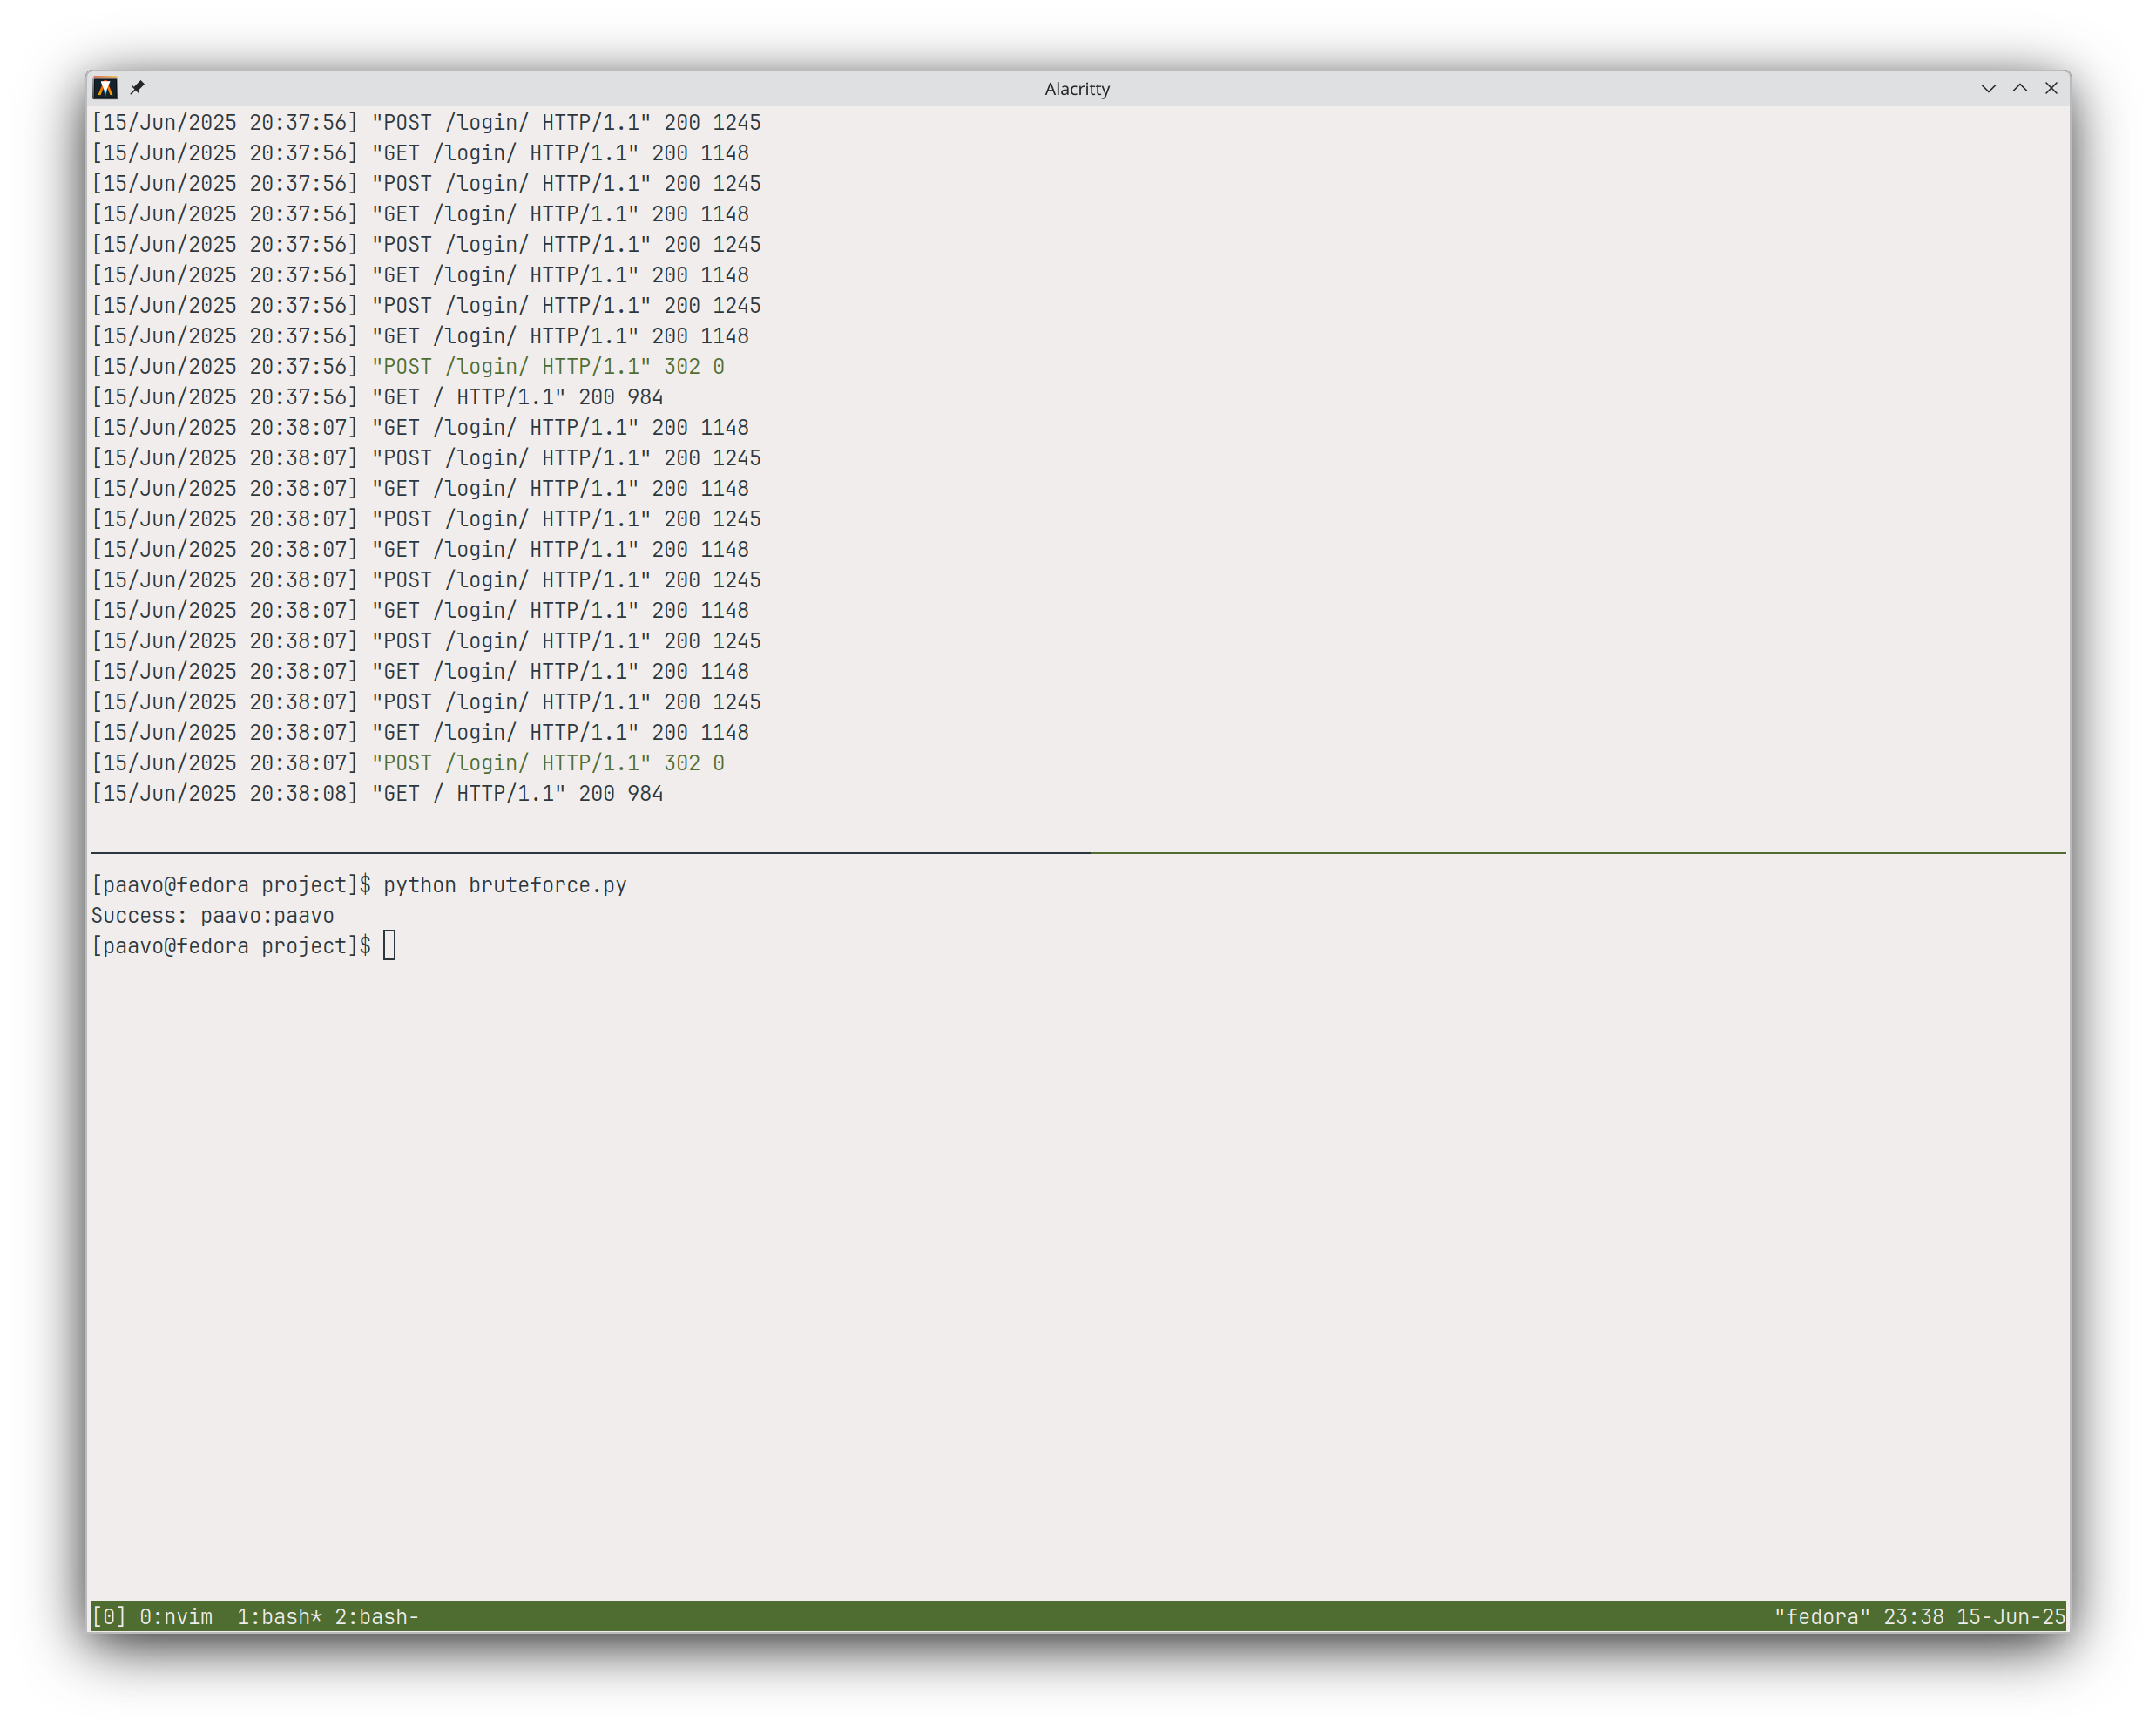 Alacritty
[15/Jun/2025 20:37:56] "POST /login/ HTTP/1.1" 200 1245
[15/Jun/2025 20:37:56] "GET /login/ HTTP/1.1" 200 1148
[15/Jun/2025 20:37:56] "POST /login/ HTTP/1.1" 200 1245
[15/Jun/2025 20:37:56] "GET /login/ HTTP/1.1" 200 1148
[15/Jun/2025 20:37:56] "POST /login/ HTTP/1.1" 200 1245
[15/Jun/2025 20:37:56] "GET /login/ HTTP/1.1" 200 1148
[15/Jun/2025 20:37:56] "POST /login/ HTTP/1.1" 200 1245
[15/Jun/2025 20:37:56] "GET /login/ HTTP/1.1" 200 1148
[15/Jun/2025 20:37:56] "POST /login/ HTTP/1.1" 302 0
[15/Jun/2025 20:37:56] "GET / HTTP/1.1" 200 984
[15/Jun/2025 20:38:07] "GET /login/ HTTP/1.1" 200 1148
[15/Jun/2025 20:38:07] "POST /login/ HTTP/1.1" 200 1245
[15/Jun/2025 20:38:07] "GET /login/ HTTP/1.1" 200 1148
[15/Jun/2025 20:38:07] "POST /login/ HTTP/1.1" 200 1245
[15/Jun/2025 20:38:07] "GET /login/ HTTP/1.1" 200 1148
[15/Jun/2025 20:38:07] "POST /login/ HTTP/1.1" 200 1245
[15/Jun/2025 20:38:07] "GET /login/ HTTP/1.1" 200 1148
[15/Jun/2025 20:38:07] "POST /login/ HTTP/1.1" 200 1245
[15/Jun/2025 20:38:07] "GET /login/ HTTP/1.1" 200 1148
[15/Jun/2025 20:38:07] "POST /login/ HTTP/1.1" 200 1245
[15/Jun/2025 20:38:07] "GET /login/ HTTP/1.1" 200 1148
[15/Jun/2025 20:38:07] "POST /login/ HTTP/1.1" 302 0
[15/Jun/2025 20:38:08] "GET / HTTP/1.1" 200 984
[paavo@fedora project]$ python bruteforce.py
Success: paavo:paavo
[paavo@fedora project]$
[0] 0:nvim  1:bash* 2:bash- "fedora" 23:38 15-Jun-25